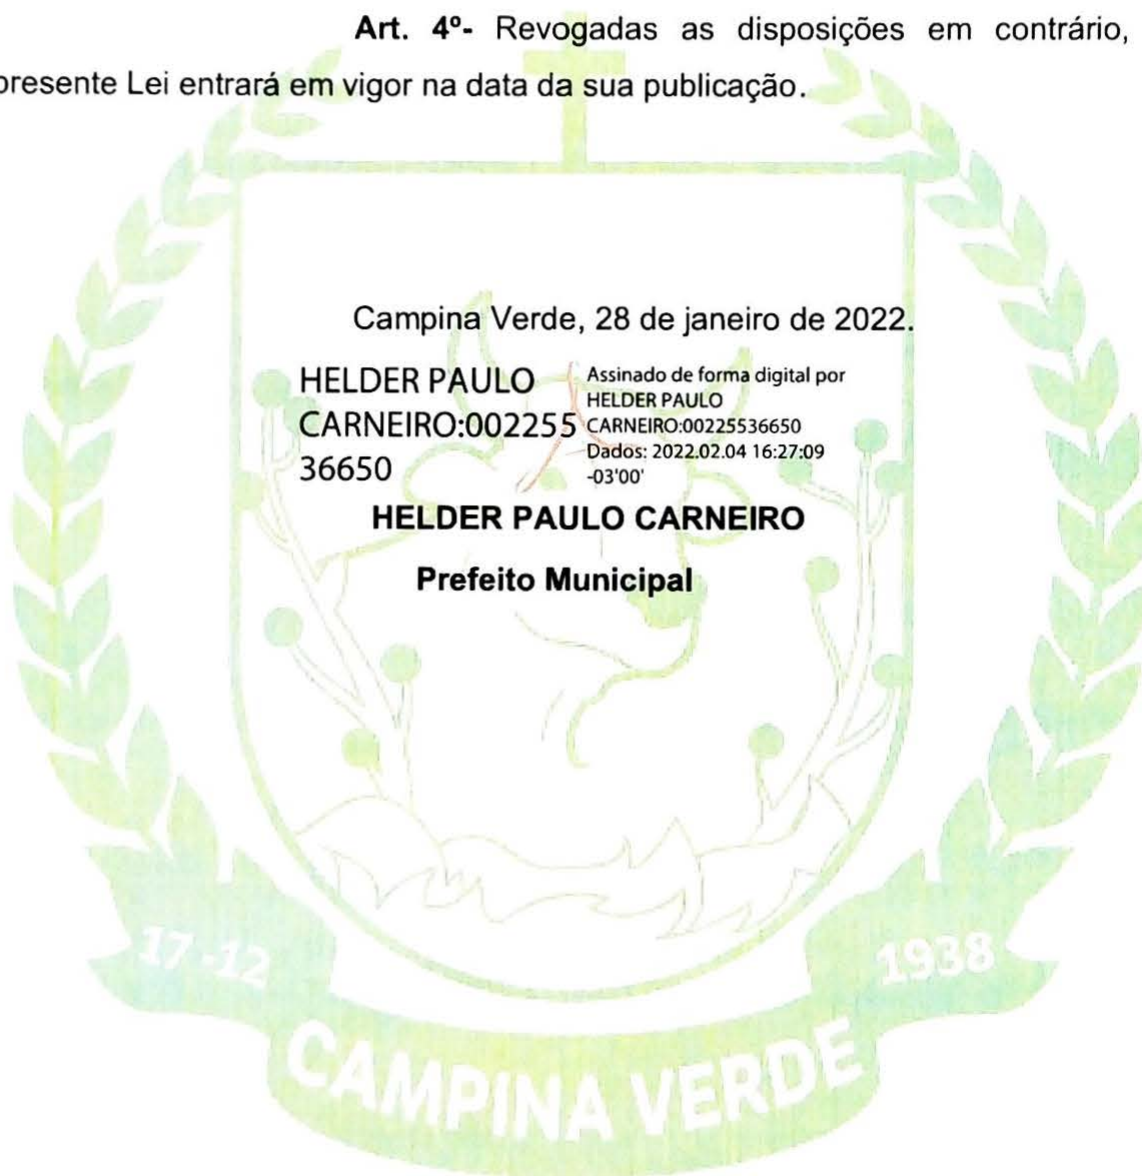 Art. 4º- Revogadas as disposições em contrário,
presente Lei entrará em vigor na data da sua publicação.
Campina Verde, 28 de janeiro de 2022.
HELDER PAULO
CARNEIRO:002255
36650
Assinado de forma digital por
HELDER PAULO
CARNEIRO:00225536650
Dados: 2022.02.04 16:27:09
-03'00'
HELDER PAULO CARNEIRO
Prefeito Municipal
17-12
1938
CAMPINA VERDE